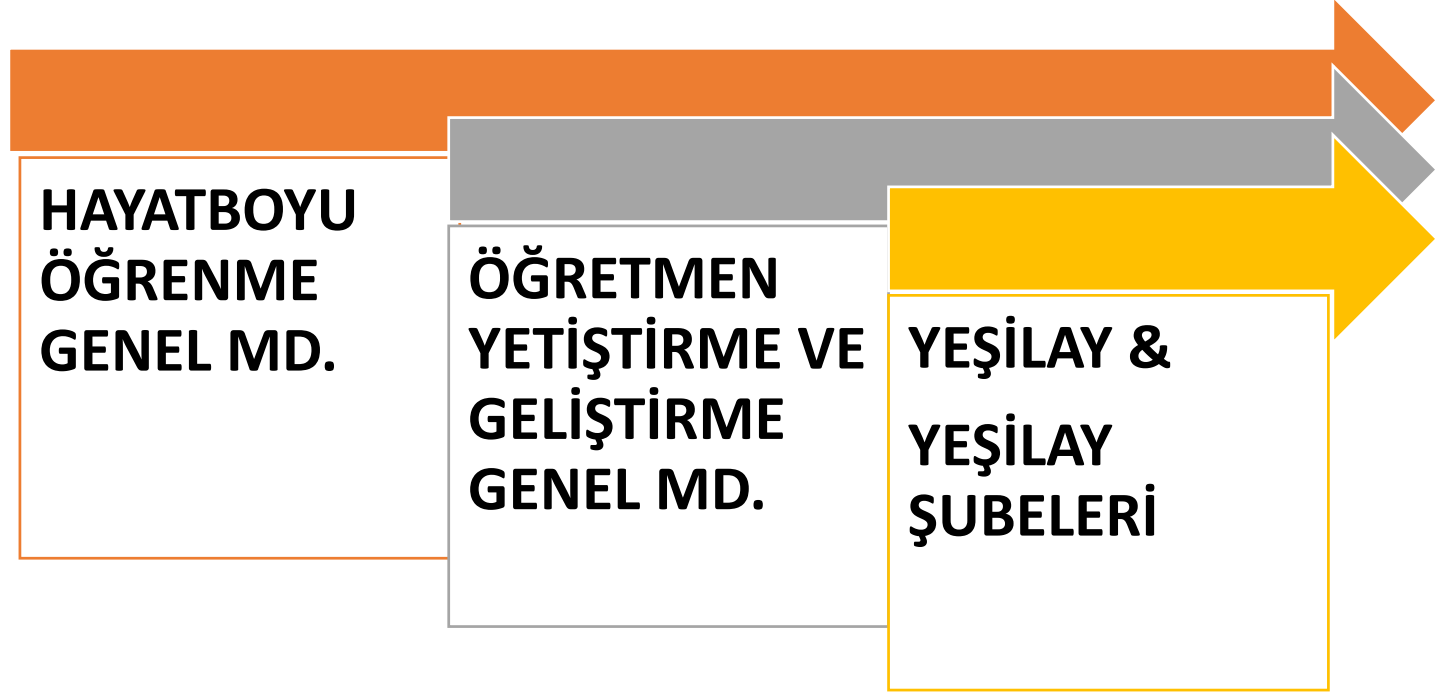 HAYATBOYU
ÖĞRENME
GENEL MD.
ÖĞRETMEN
YETİŞTİRME VE
GELİŞTİRME
GENEL MD.
YEŞİLAY &
YEŞİLAY
ŞUBELERİ